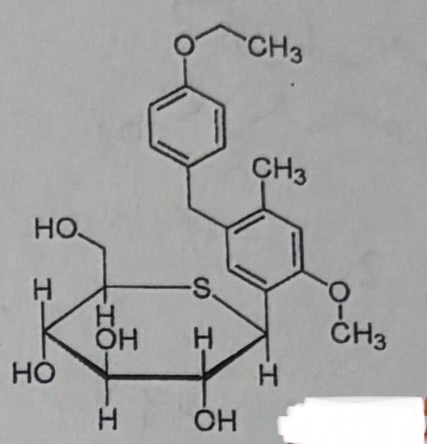 O CH₃
CH₃
HO
H S
H O
OH H
CH₃
HO H
H OH